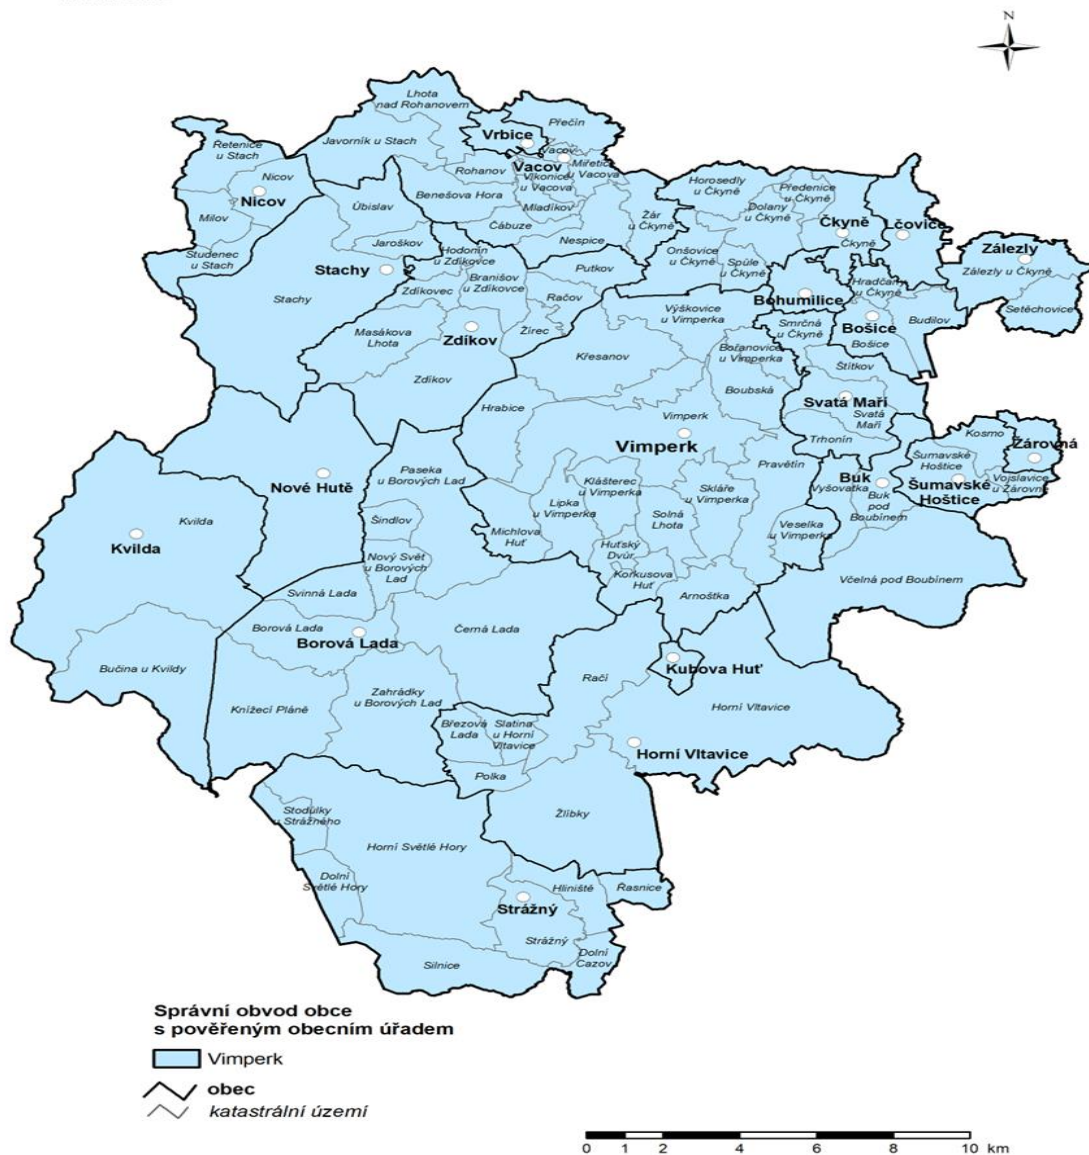 N
Lhota
nad Rohanovem
Přečín
Vrbice
Javorník u Stach
Řetenice
u Stach
Vacov
Vacov
Miřetice
u Vacova
Vlkonice
u Vacova
Rohanov
Nicov
Nicov
Benešova Hora
Mladíkov
Horosedly
u Čkyně
Předenice
u Čkyně
Dolany
u Čkyně
Milov
Úbislav
Čábuze
Žár
u Čkyně
Čkyně
Čkyně
Lčovice
Studenec
u Stach
Jaroškov
Nespice
Onšovice
u Čkyně
Spůle
u Čkyně
Zálezly
Zálezly u Čkyně
Hodonín
u Zdíkovce
Stachy
Putkov
Branišov
u Zdíkovce
Hradčany
u Čkyně
Zdíkovec
Stachy
Račov
Bohumilice
Setěchovice
Výškovice
u Vimperka
Smrčná
u Čkyně
Bošice
Bošice
Budilov
Masákova
Lhota
Zdíkov
Žírec
Křesanov
Bořanovice
u Vimperka
Štítkov
Zdíkov
Boubská
Hrabice
Vimperk
Vimperk
Svatá Maří
Svatá
Maří
Trhonín
Kosmo
Žárovná
Šumavské
Hoštice
Šumavské
Hoštice
Vojslavice
u Žárovné
Pravětín
Nové Hutě
Paseka
u Borových Lad
Klášterec
u Vimperka
Skláře
u Vimperka
Buk
Vyšovatka
Buk
pod
Boubínem
Lipka
u Vimperka
Kvilda
Kvilda
Šindlov
Michlova
Huť
Solná
Lhota
Veselka
u Vimperka
Huťský
Dvůr
Nový Svět
u Borových
Lad
Korkusova
Huť
Včelná pod Boubínem
Svinná Lada
Arnoštka
Borová Lada
Borová Lada
Černá Lada
Bučina u Kvildy
Kubova Huť
Račí
Knížecí Pláně
Zahrádky
u Borových Lad
Horní Vltavice
Březová
Lada
Slatina
u Horní
Vltavice
Horní Vltavice
Polka
Stodůlky
u Strážného
Žlíbky
Horní Světlé Hory
Dolní
Světlé Hory
Hliniště
Řasnice
Strážný
Strážný
Silnice
Dolní
Cazov
Správní obvod obce
s pověřeným obecním úřadem
Vimperk
obec
katastrální území
0 1 2 4 6 8 10 km